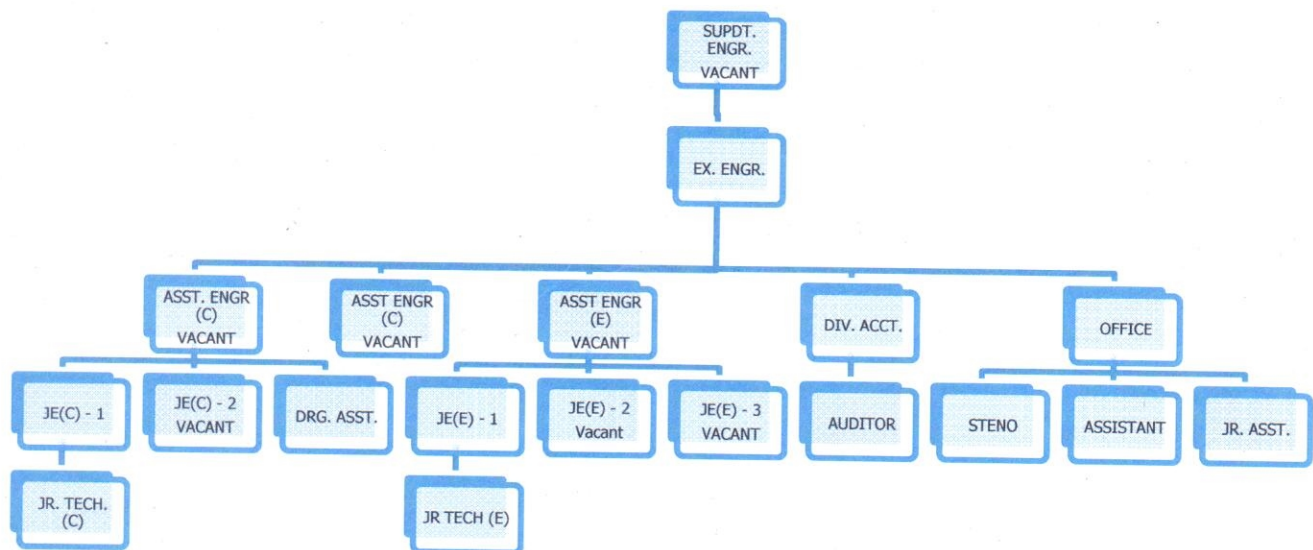 SUPDT.
ENGR.
VACANT
EX. ENGR.
ASST. ENGR
(C)
VACANT
ASST ENGR
(C)
VACANT
ASST ENGR
(E)
VACANT
DIV. ACCT.
OFFICE
JE(C) - 1
JE(C) - 2
VACANT
DRG. ASST.
JE(E) - 1
JE(E) - 2
Vacant
JE(E) - 3
VACANT
AUDITOR
STENO
ASSISTANT
JR. ASST.
JR. TECH.
(C)
JR TECH (E)